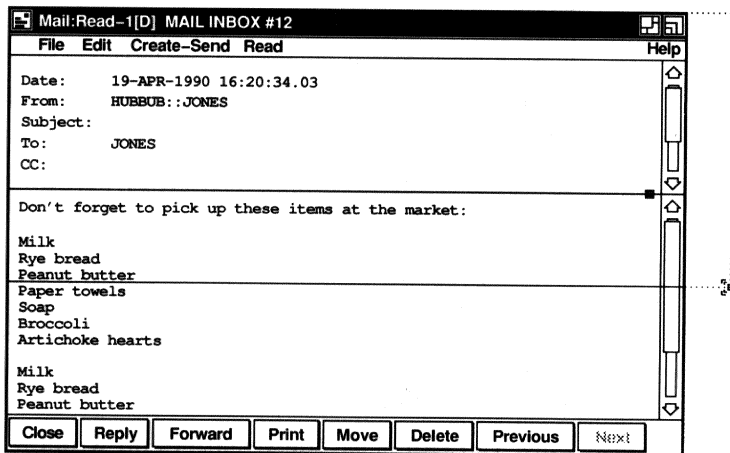 Mail:Read-1[D] MAIL INBOX #12
File Edit Create-Send Read Help
Date: 19-APR-1990 16:20:34.03
From: HUBBUB::JONES
Subject:
To: JONES
CC:
Don't forget to pick up these items at the market:
Milk
Rye bread
Peanut butter
Paper towels
Soap
Broccoli
Artichoke hearts
Milk
Rye bread
Peanut butter
Close Reply Forward Print Move Delete Previous Next